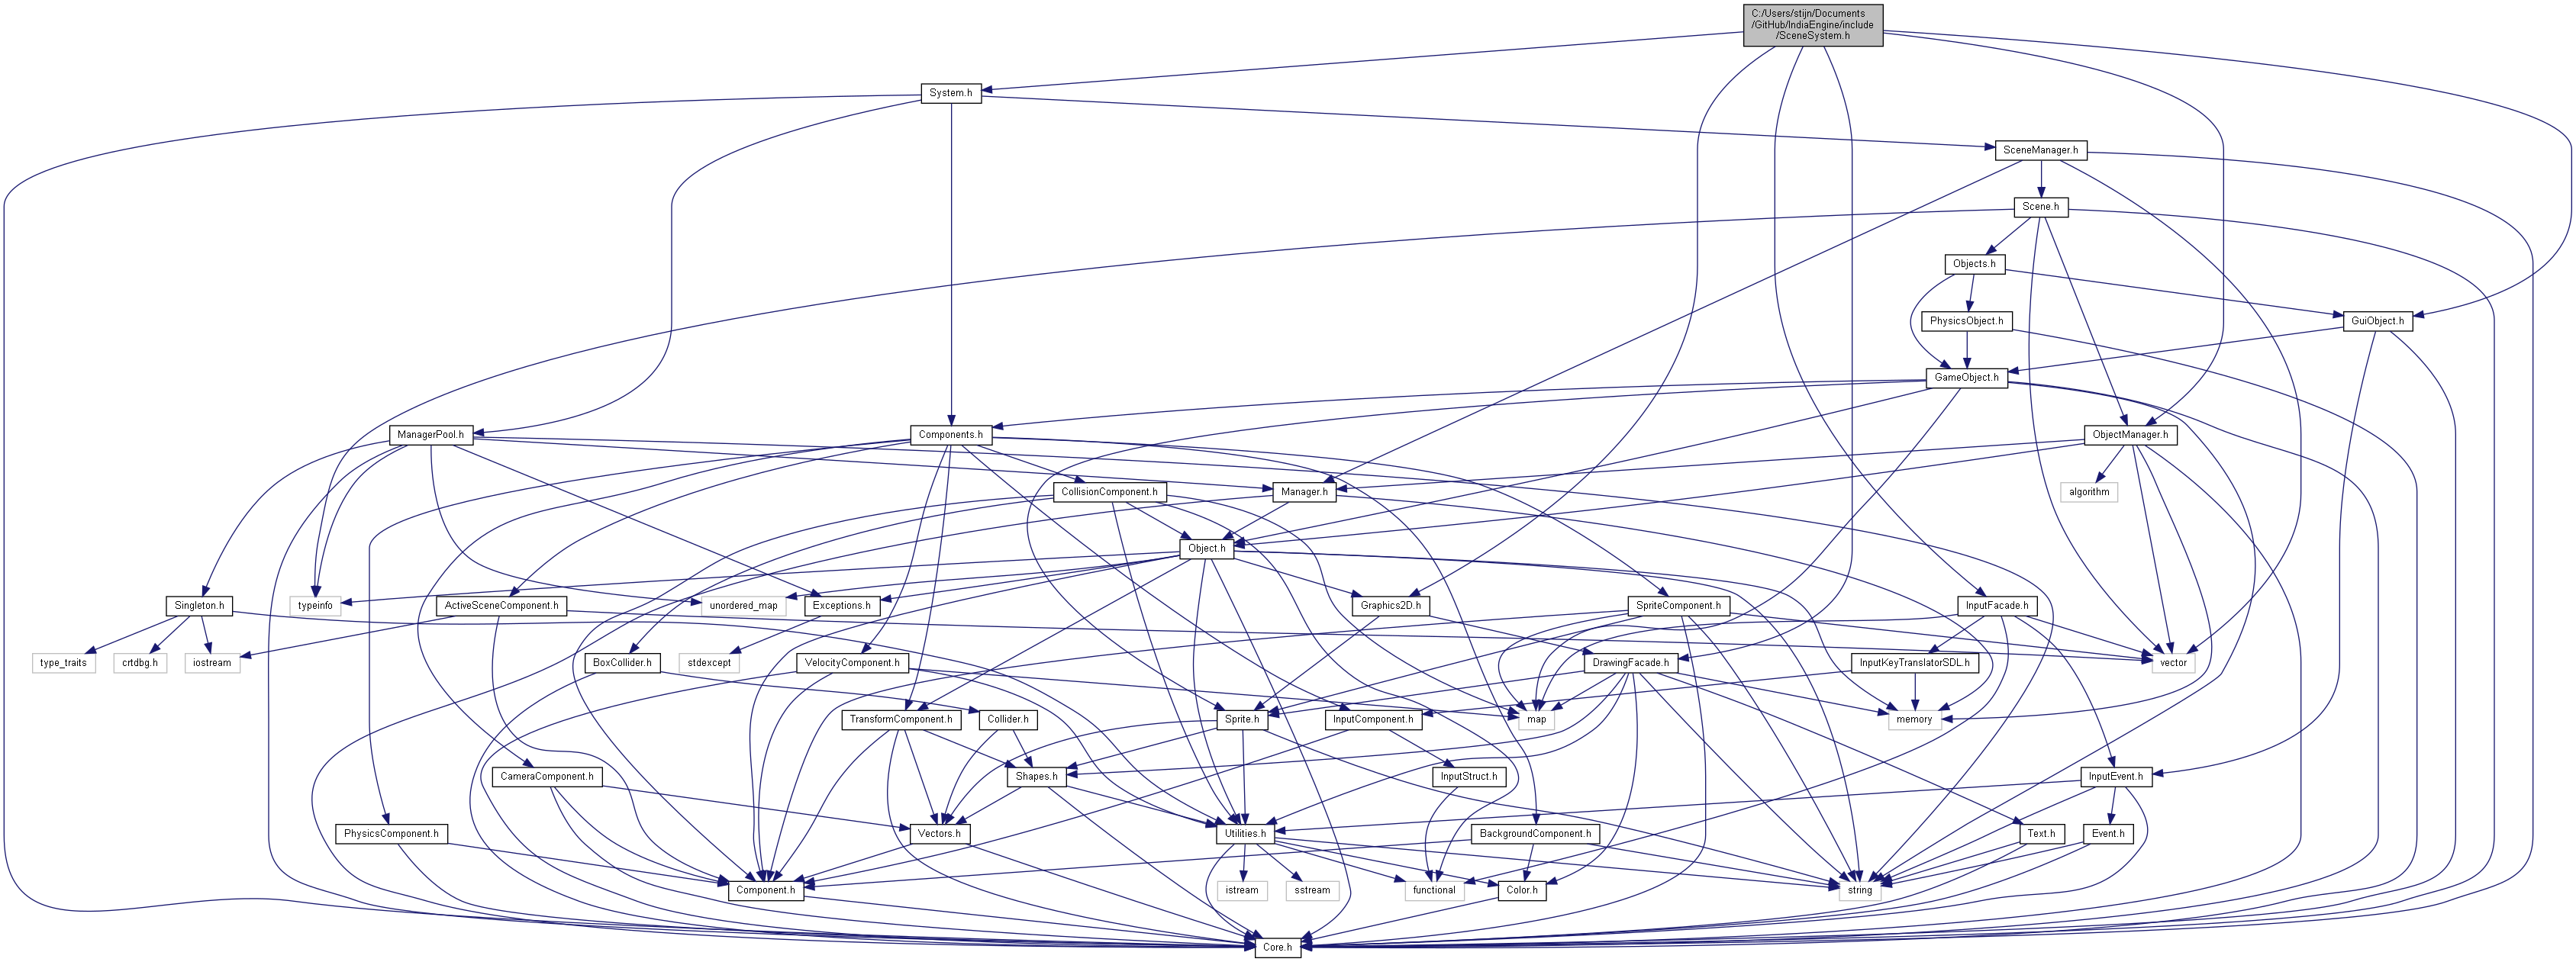 C:/Users/stijn/Documents
/GitHub/IndiaEngine/include
/SceneSystem.h
System.h
SceneManager.h
Scene.h
Objects.h
PhysicsObject.h
GuiObject.h
GameObject.h
ManagerPool.h
Components.h
ObjectManager.h
CollisionComponent.h
Manager.h
algorithm
Object.h
Singleton.h
typeinfo
ActiveSceneComponent.h
unordered_map
Exceptions.h
Graphics2D.h
SpriteComponent.h
InputFacade.h
type_traits
crtdbg.h
iostream
BoxCollider.h
stdexcept
VelocityComponent.h
DrawingFacade.h
InputKeyTranslatorSDL.h
vector
TransformComponent.h
Collider.h
Sprite.h
InputComponent.h
map
memory
CameraComponent.h
Shapes.h
InputStruct.h
InputEvent.h
PhysicsComponent.h
Vectors.h
Utilities.h
BackgroundComponent.h
Text.h
Event.h
Component.h
istream
sstream
functional
Color.h
string
Core.h